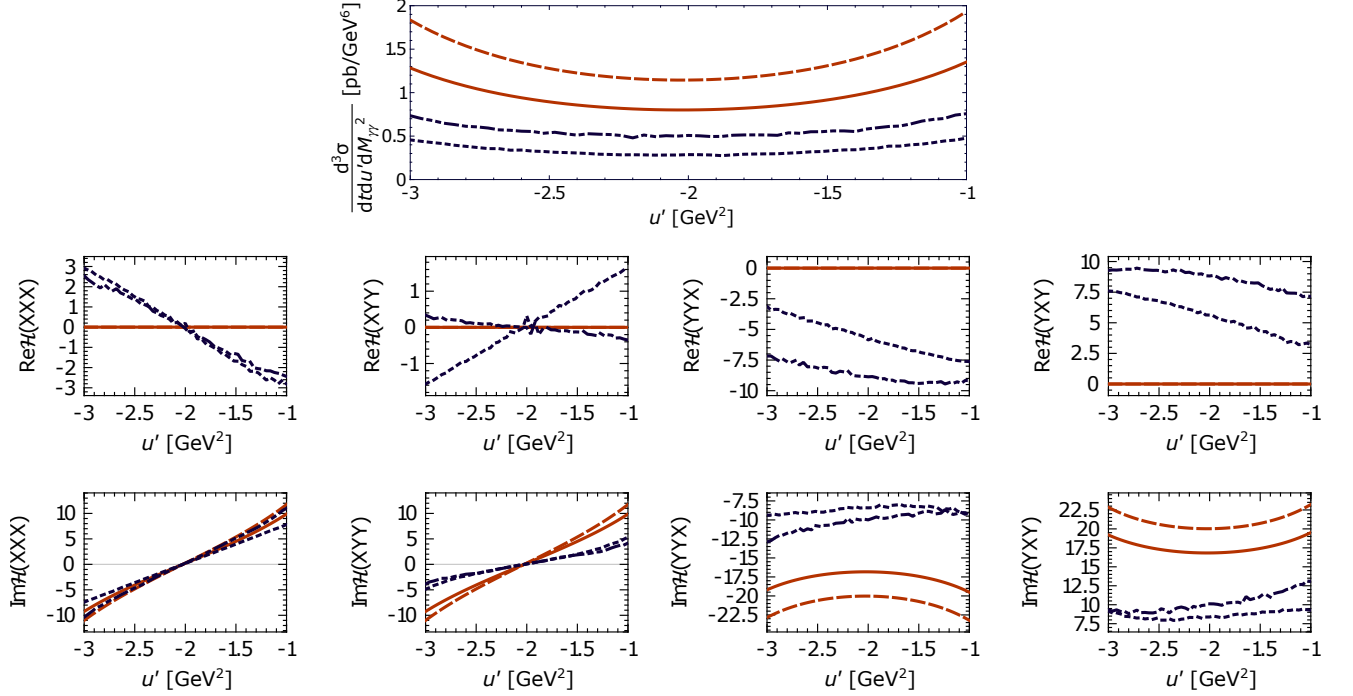 d³σ
dtdu′dM_γγ² [pb/GeV⁶]
2
1.5
1
0.5
0
-3 -2.5 -2 -1.5 -1
u′ [GeV²]
Reℋ(XXX)
3
2
1
0
-1
-2
-3
-3 -2.5 -2 -1.5 -1
u′ [GeV²]
Reℋ(XYY)
1
0
-1
-3 -2.5 -2 -1.5 -1
u′ [GeV²]
Reℋ(YYX)
0
-2.5
-5
-7.5
-10
-3 -2.5 -2 -1.5 -1
u′ [GeV²]
Reℋ(YXY)
10
7.5
5
2.5
0
-3 -2.5 -2 -1.5 -1
u′ [GeV²]
Imℋ(XXX)
10
5
0
-5
-10
-3 -2.5 -2 -1.5 -1
u′ [GeV²]
Imℋ(XYY)
10
5
0
-5
-10
-3 -2.5 -2 -1.5 -1
u′ [GeV²]
Imℋ(YYX)
-7.5
-10
-12.5
-15
-17.5
-20
-22.5
-3 -2.5 -2 -1.5 -1
u′ [GeV²]
Imℋ(YXY)
22.5
20
17.5
15
12.5
10
7.5
-3 -2.5 -2 -1.5 -1
u′ [GeV²]